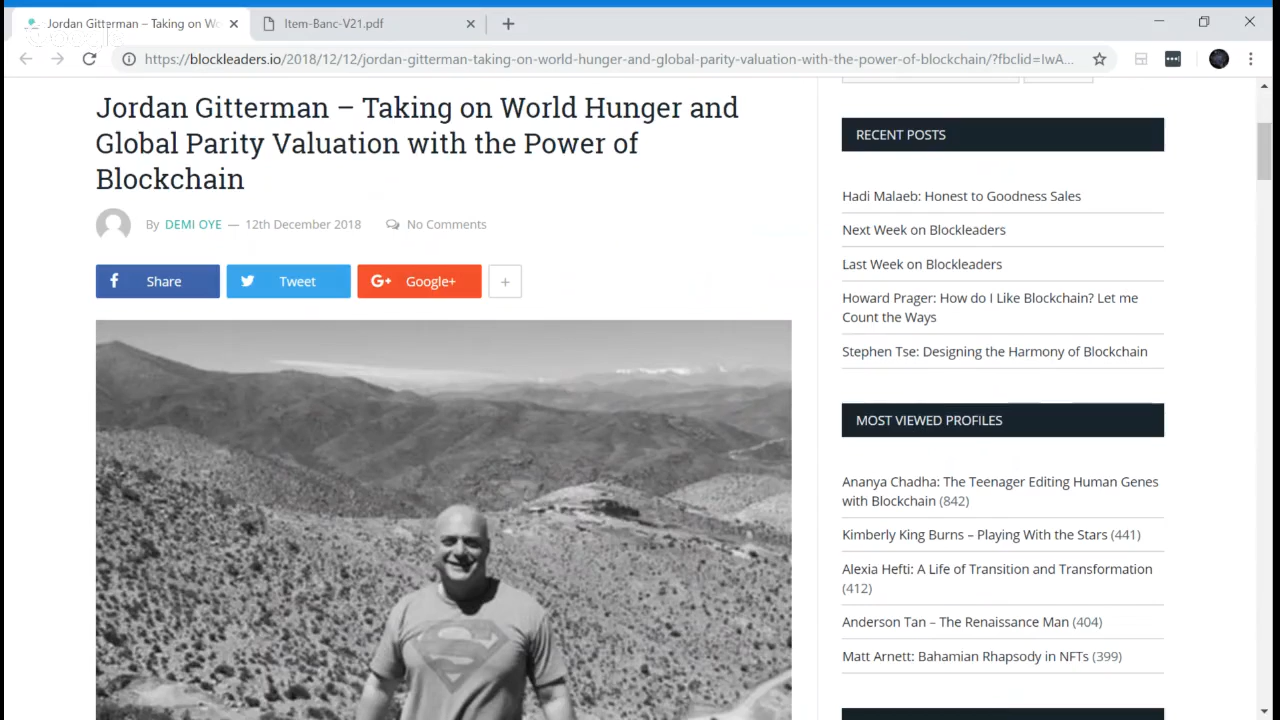 Jordan Gitterman – Taking on Wo
Item-Banc-V21.pdf
https://blockleaders.io/2018/12/12/jordan-gitterman-taking-on-world-hunger-and-global-parity-valuation-with-the-power-of-blockchain/?fbclid=IwA...
Jordan Gitterman – Taking on World Hunger and
Global Parity Valuation with the Power of
Blockchain
By DEMI OYE — 12th December 2018 No Comments
Share
Tweet
G+ Google+
+
RECENT POSTS
Hadi Malaeb: Honest to Goodness Sales
Next Week on Blockleaders
Last Week on Blockleaders
Howard Prager: How do I Like Blockchain? Let me
Count the Ways
Stephen Tse: Designing the Harmony of Blockchain
MOST VIEWED PROFILES
Ananya Chadha: The Teenager Editing Human Genes
with Blockchain (842)
Kimberly King Burns – Playing With the Stars (441)
Alexia Hefti: A Life of Transition and Transformation
(412)
Anderson Tan – The Renaissance Man (404)
Matt Arnett: Bahamian Rhapsody in NFTs (399)